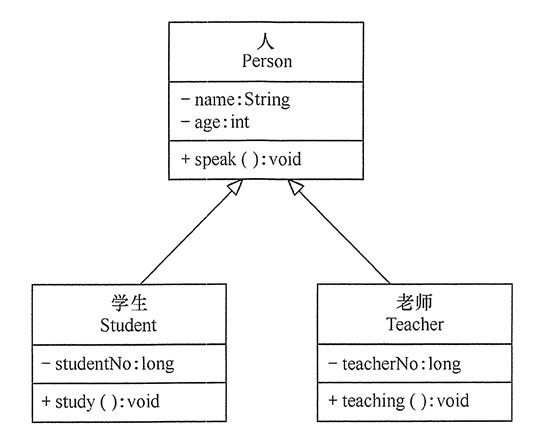 人
Person
- name:String
- age:int
+ speak ( ):void
学生
Student
- studentNo:long
+ study ( ):void
老师
Teacher
- teacherNo:long
+ teaching ( ):void